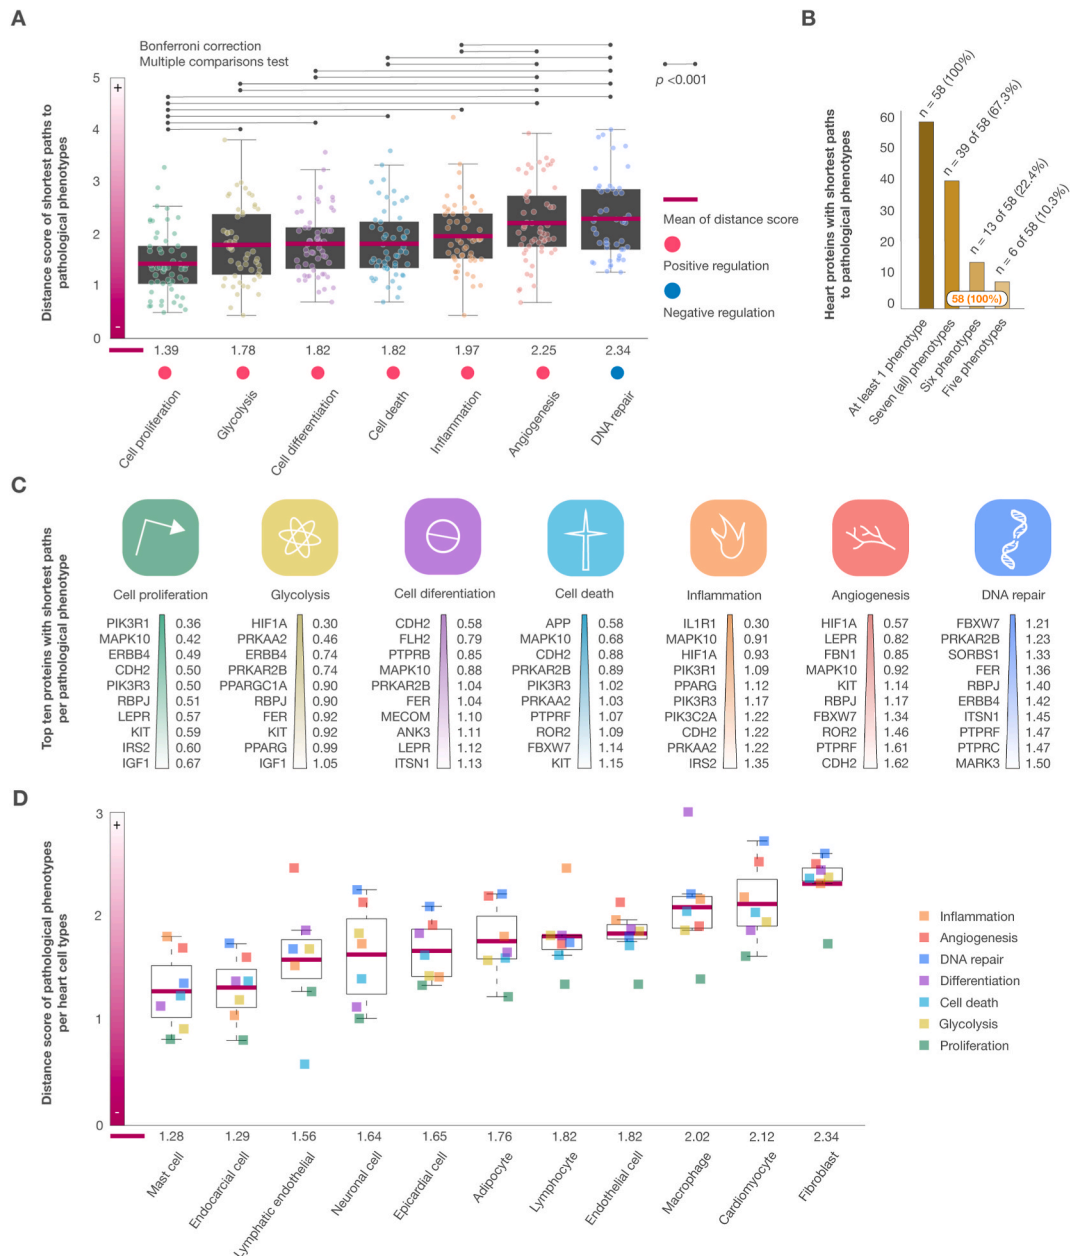 A
Bonferroni correction
Multiple comparisons test
p <0.001
Distance score of shortest paths to
pathological phenotypes
+
-
5
4
3
2
1
0
Mean of distance score
Positive regulation
Negative regulation
1.39
1.78
1.82
1.82
1.97
2.25
2.34
Cell proliferation
Glycolysis
Cell differentiation
Cell death
Inflammation
Angiogenesis
DNA repair
B
Heart proteins with shortest paths
to pathological phenotypes
60
50
40
30
20
10
0
n = 58 (100%)
n = 39 of 58 (67.3%)
n = 13 of 58 (22.4%)
n = 6 of 58 (10.3%)
58 (100%)
At least 1 phenotype
Seven (all) phenotypes
Six phenotypes
Five phenotypes
C
Top ten proteins with shortest paths
per pathological phenotype
Cell proliferation
PIK3R1 0.36
MAPK10 0.42
ERBB4 0.49
CDH2 0.50
PIK3R3 0.50
RBPJ 0.51
LEPR 0.57
KIT 0.59
IRS2 0.60
IGF1 0.67
Glycolysis
HIF1A 0.30
PRKAA2 0.46
ERBB4 0.74
PRKAR2B 0.74
PPARGC1A 0.90
RBPJ 0.90
FER 0.92
KIT 0.92
PPARG 0.99
IGF1 1.05
Cell diferentiation
CDH2 0.58
FLH2 0.79
PTPRB 0.85
MAPK10 0.88
PRKAR2B 1.04
FER 1.04
MECOM 1.10
ANK3 1.11
LEPR 1.12
ITSN1 1.13
Cell death
APP 0.58
MAPK10 0.68
CDH2 0.88
PRKAR2B 0.89
PIK3R3 1.02
PRKAA2 1.03
PTPRF 1.07
ROR2 1.09
FBXW7 1.14
KIT 1.15
Inflammation
IL1R1 0.30
MAPK10 0.91
HIF1A 0.93
PIK3R1 1.09
PPARG 1.12
PIK3R3 1.17
PIK3C2A 1.22
CDH2 1.22
PRKAA2 1.22
IRS2 1.35
Angiogenesis
HIF1A 0.57
LEPR 0.82
FBN1 0.85
MAPK10 0.92
KIT 1.14
RBPJ 1.17
FBXW7 1.34
ROR2 1.46
PTPRF 1.61
CDH2 1.62
DNA repair
FBXW7 1.21
PRKAR2B 1.23
SORBS1 1.33
FER 1.36
RBPJ 1.40
ERBB4 1.42
ITSN1 1.45
PTPRF 1.47
PTPRC 1.47
MARK3 1.50
D
Distance score of pathological phenotypes
per heart cell types
+
-
3
2
1
0
Inflammation
Angiogenesis
DNA repair
Differentiation
Cell death
Glycolysis
Proliferation
1.28
1.29
1.56
1.64
1.65
1.76
1.82
1.82
2.02
2.12
2.34
Mast cell
Endocarcial cell
Lymphatic endothelial
Neuronal cell
Epicardial cell
Adipocyte
Lymphocyte
Endothelial cell
Macrophage
Cardiomyocyte
Fibroblast